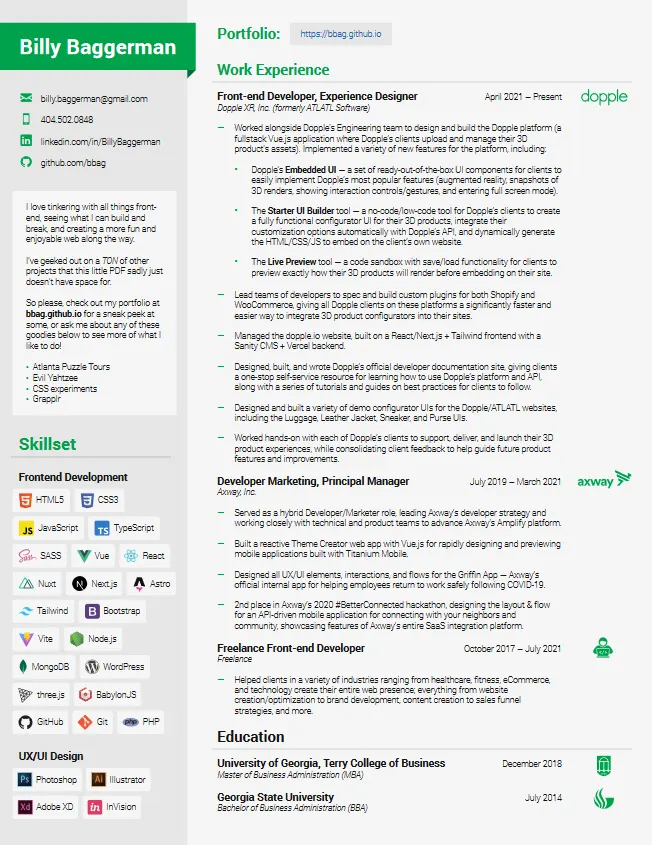 Billy Baggerman
billy.baggerman@gmail.com
404.502.0848
linkedin.com/in/BillyBaggerman
github.com/bbag
I love tinkering with all things front-
end, seeing what I can build and
break, and creating a more fun and
enjoyable web along the way.
I've geeked out on a TON of other
projects that this little PDF sadly just
doesn't have space for.
So please, check out my portfolio at
bbag.github.io for a sneak peek at
some, or ask me about any of these
goodies below to see more of what I
like to do!
• Atlanta Puzzle Tours
• Evil Yahtzee
• CSS experiments
• Grapplr
Skillset
Frontend Development
HTML5 CSS3
JS JavaScript TS TypeScript
Sass SASS Vue React
Nuxt N Next.js Astro
Tailwind B Bootstrap
Vite Node.js
MongoDB WordPress
three.js BabylonJS
GitHub Git php PHP
UX/UI Design
Ps Photoshop Ai Illustrator
Xd Adobe XD in InVision
Portfolio: https://bbag.github.io
Work Experience
Front-end Developer, Experience Designer April 2021 – Present dopple
Dopple XR, Inc. (formerly ATLATL Software)
— Worked alongside Dopple's Engineering team to design and build the Dopple platform (a
fullstack Vue.js application where Dopple's clients upload and manage their 3D
product's assets). Implemented a variety of new features for the platform, including:
• Dopple's Embedded UI — a set of ready-out-of-the-box UI components for clients to
easily implement Dopple's most popular features (augmented reality, snapshots of
3D renders, showing interaction controls/gestures, and entering full screen mode).
• The Starter UI Builder tool — a no-code/low-code tool for Dopple's clients to create
a fully functional configurator UI for their 3D products, integrate their
customization options automatically with Dopple's API, and dynamically generate
the HTML/CSS/JS to embed on the client's own website.
• The Live Preview tool — a code sandbox with save/load functionality for clients to
preview exactly how their 3D products will render before embedding on their site.
— Lead teams of developers to spec and build custom plugins for both Shopify and
WooCommerce, giving all Dopple clients on these platforms a significantly faster and
easier way to integrate 3D product configurators into their sites.
— Managed the dopple.io website, built on a React/Next.js + Tailwind frontend with a
Sanity CMS + Vercel backend.
— Designed, built, and wrote Dopple's official developer documentation site, giving clients
a one-stop self-service resource for learning how to use Dopple's platform and API,
along with a series of tutorials and guides on best practices for clients to follow.
— Designed and built a variety of demo configurator UIs for the Dopple/ATLATL websites,
including the Luggage, Leather Jacket, Sneaker, and Purse UIs.
— Worked hands-on with each of Dopple's clients to support, deliver, and launch their 3D
product experiences, while consolidating client feedback to help guide future product
features and improvements.
Developer Marketing, Principal Manager July 2019 – March 2021 axway
Axway, Inc.
— Served as a hybrid Developer/Marketer role, leading Axway's developer strategy and
working closely with technical and product teams to advance Axway's Amplify platform.
— Built a reactive Theme Creator web app with Vue.js for rapidly designing and previewing
mobile applications built with Titanium Mobile.
— Designed all UX/UI elements, interactions, and flows for the Griffin App — Axway's
official internal app for helping employees return to work safely following COVID-19.
— 2nd place in Axway's 2020 #BetterConnected hackathon, designing the layout & flow
for an API-driven mobile application for connecting with your neighbors and
community, showcasing features of Axway's entire SaaS integration platform.
Freelance Front-end Developer October 2017 – July 2021
Freelance
— Helped clients in a variety of industries ranging from healthcare, fitness, eCommerce,
and technology create their entire web presence; everything from website
creation/optimization to brand development, content creation to sales funnel
strategies, and more.
Education
University of Georgia, Terry College of Business December 2018
Master of Business Administration (MBA)
Georgia State University July 2014
Bachelor of Business Administration (BBA)